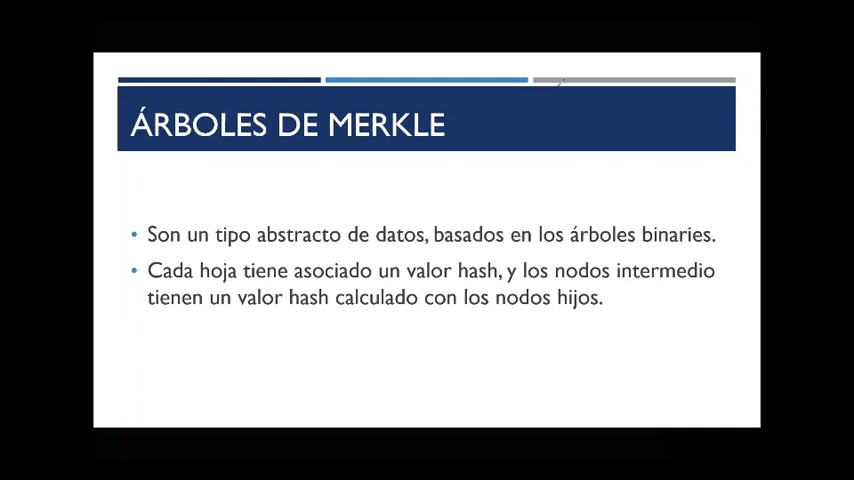 ÁRBOLES DE MERKLE
• Son un tipo abstracto de datos, basados en los árboles binaries.
• Cada hoja tiene asociado un valor hash, y los nodos intermedio
tienen un valor hash calculado con los nodos hijos.